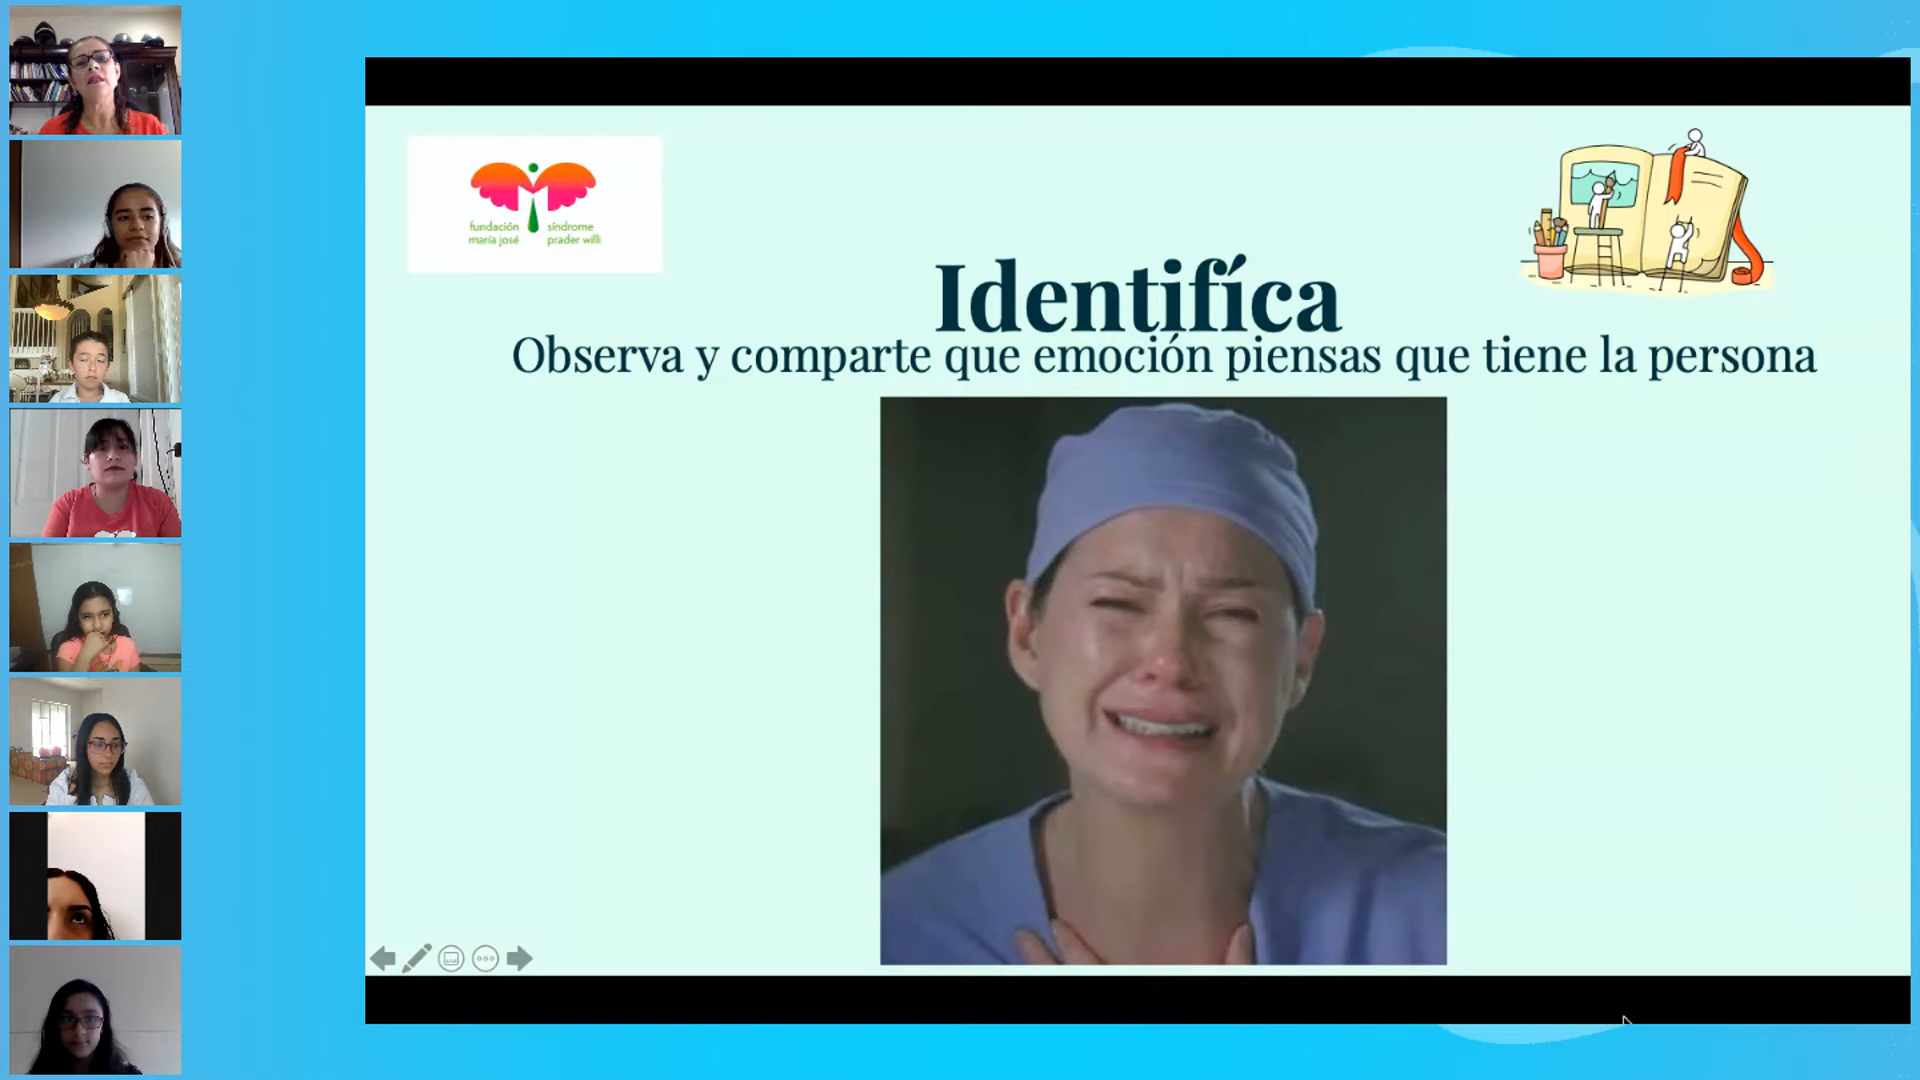 fundación síndrome
maría josé prader willi
Identifíca
Observa y comparte que emoción piensas que tiene la persona